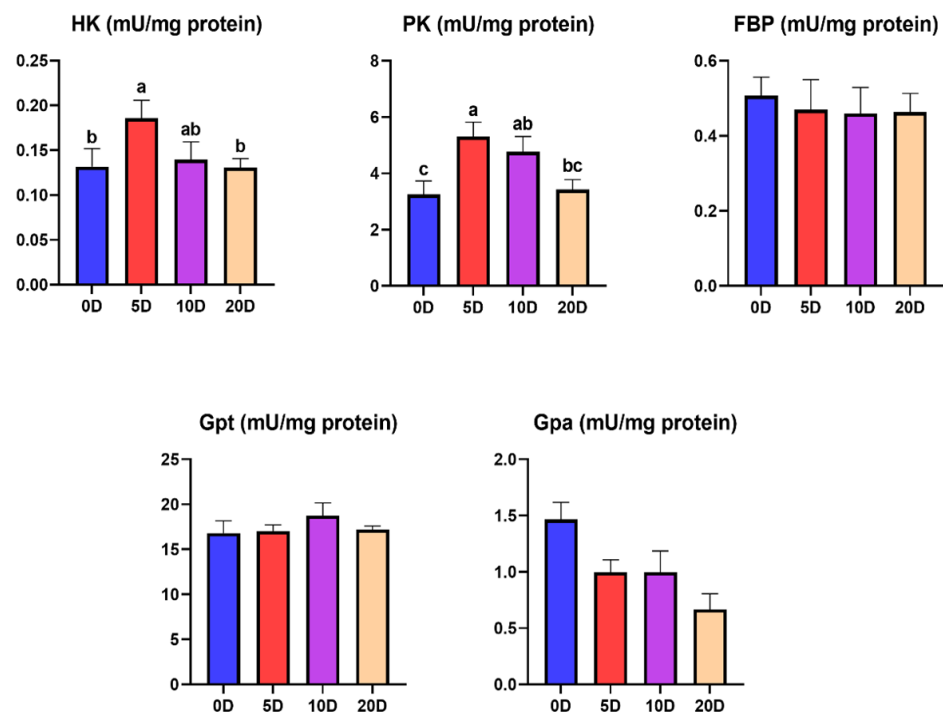 HK (mU/mg protein)
0.25
0.20
0.15
0.10
0.05
0.00
b
a
ab
b
0D
5D
10D
20D
PK (mU/mg protein)
8
6
4
2
0
c
a
ab
bc
0D
5D
10D
20D
FBP (mU/mg protein)
0.6
0.4
0.2
0.0
0D
5D
10D
20D
Gpt (mU/mg protein)
25
20
15
10
5
0
0D
5D
10D
20D
Gpa (mU/mg protein)
2.0
1.5
1.0
0.5
0.0
0D
5D
10D
20D